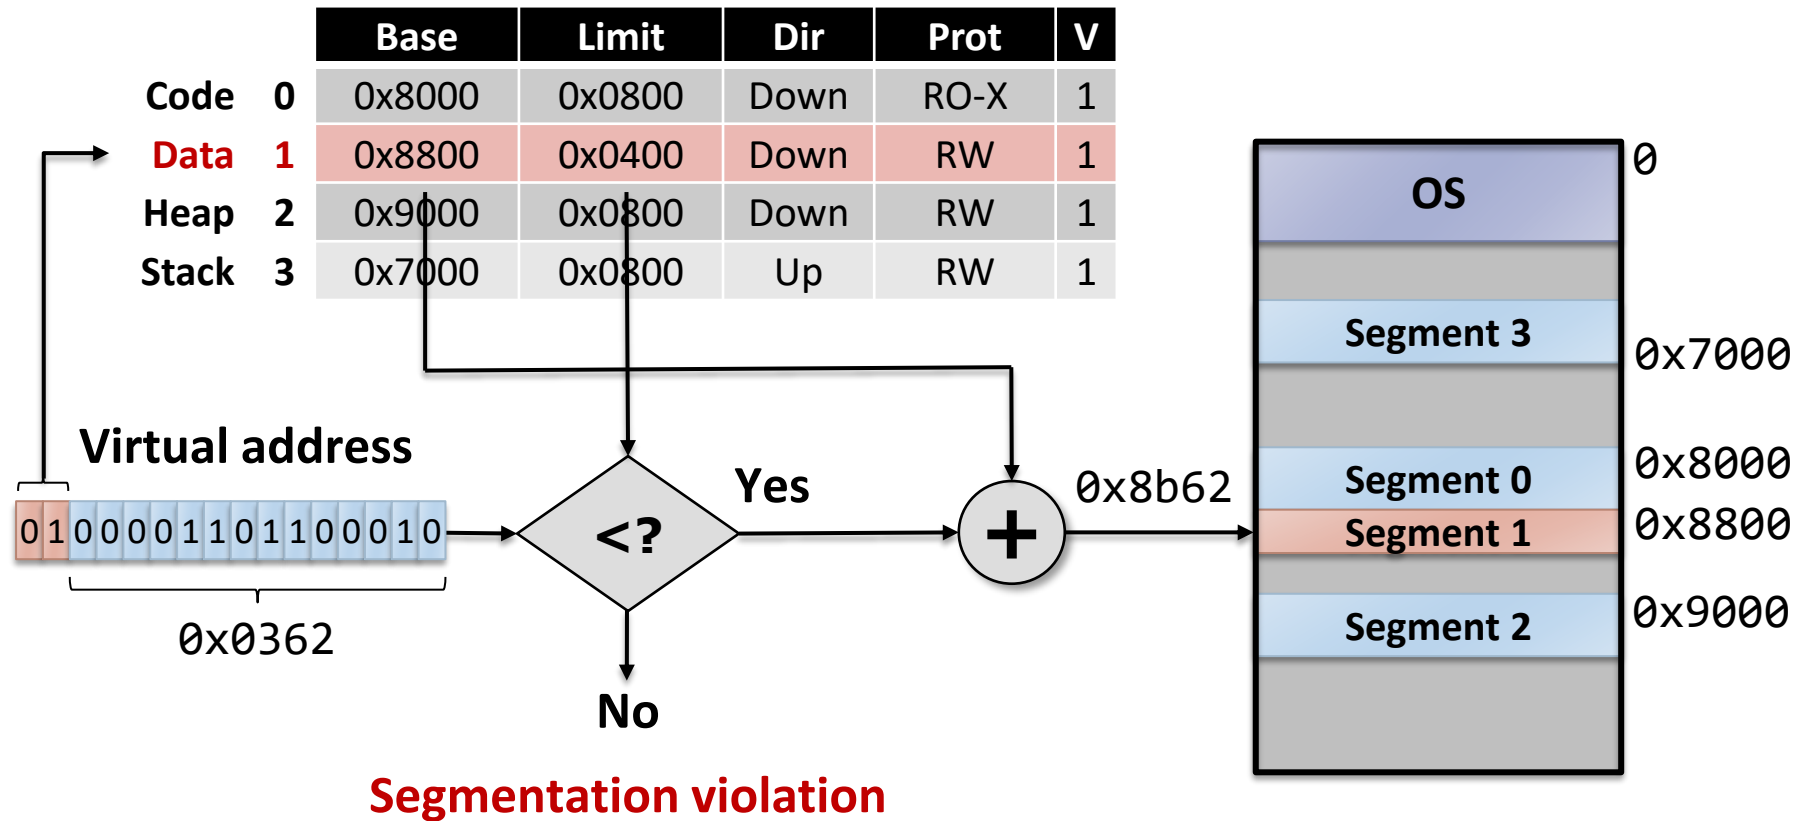 Base Limit Dir Prot V
Code 0 0x8000 0x0800 Down RO-X 1
Data 1 0x8800 0x0400 Down RW 1
Heap 2 0x9000 0x0800 Down RW 1
Stack 3 0x7000 0x0800 Up RW 1
OS
0
Segment 3
0x7000
Segment 0
0x8000
Segment 1
0x8800
Segment 2
0x9000
Virtual address
0 1 0 0 0 0 1 1 0 1 1 0 0 0 1 0
0x0362
<?
Yes
+
0x8b62
No
Segmentation violation